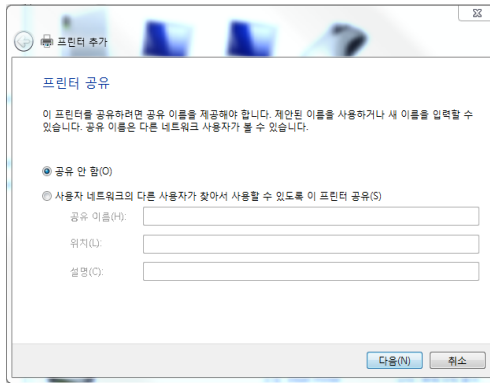 프린터 추가
프린터 공유
이 프린터를 공유하려면 공유 이름을 제공해야 합니다. 제안된 이름을 사용하거나 새 이름을 입력할 수
있습니다. 공유 이름은 다른 네트워크 사용자가 볼 수 있습니다.
공유 안 함(O)
사용자 네트워크의 다른 사용자가 찾아서 사용할 수 있도록 이 프린터 공유(S)
공유 이름(H):
위치(L):
설명(C):
다음(N) 취소